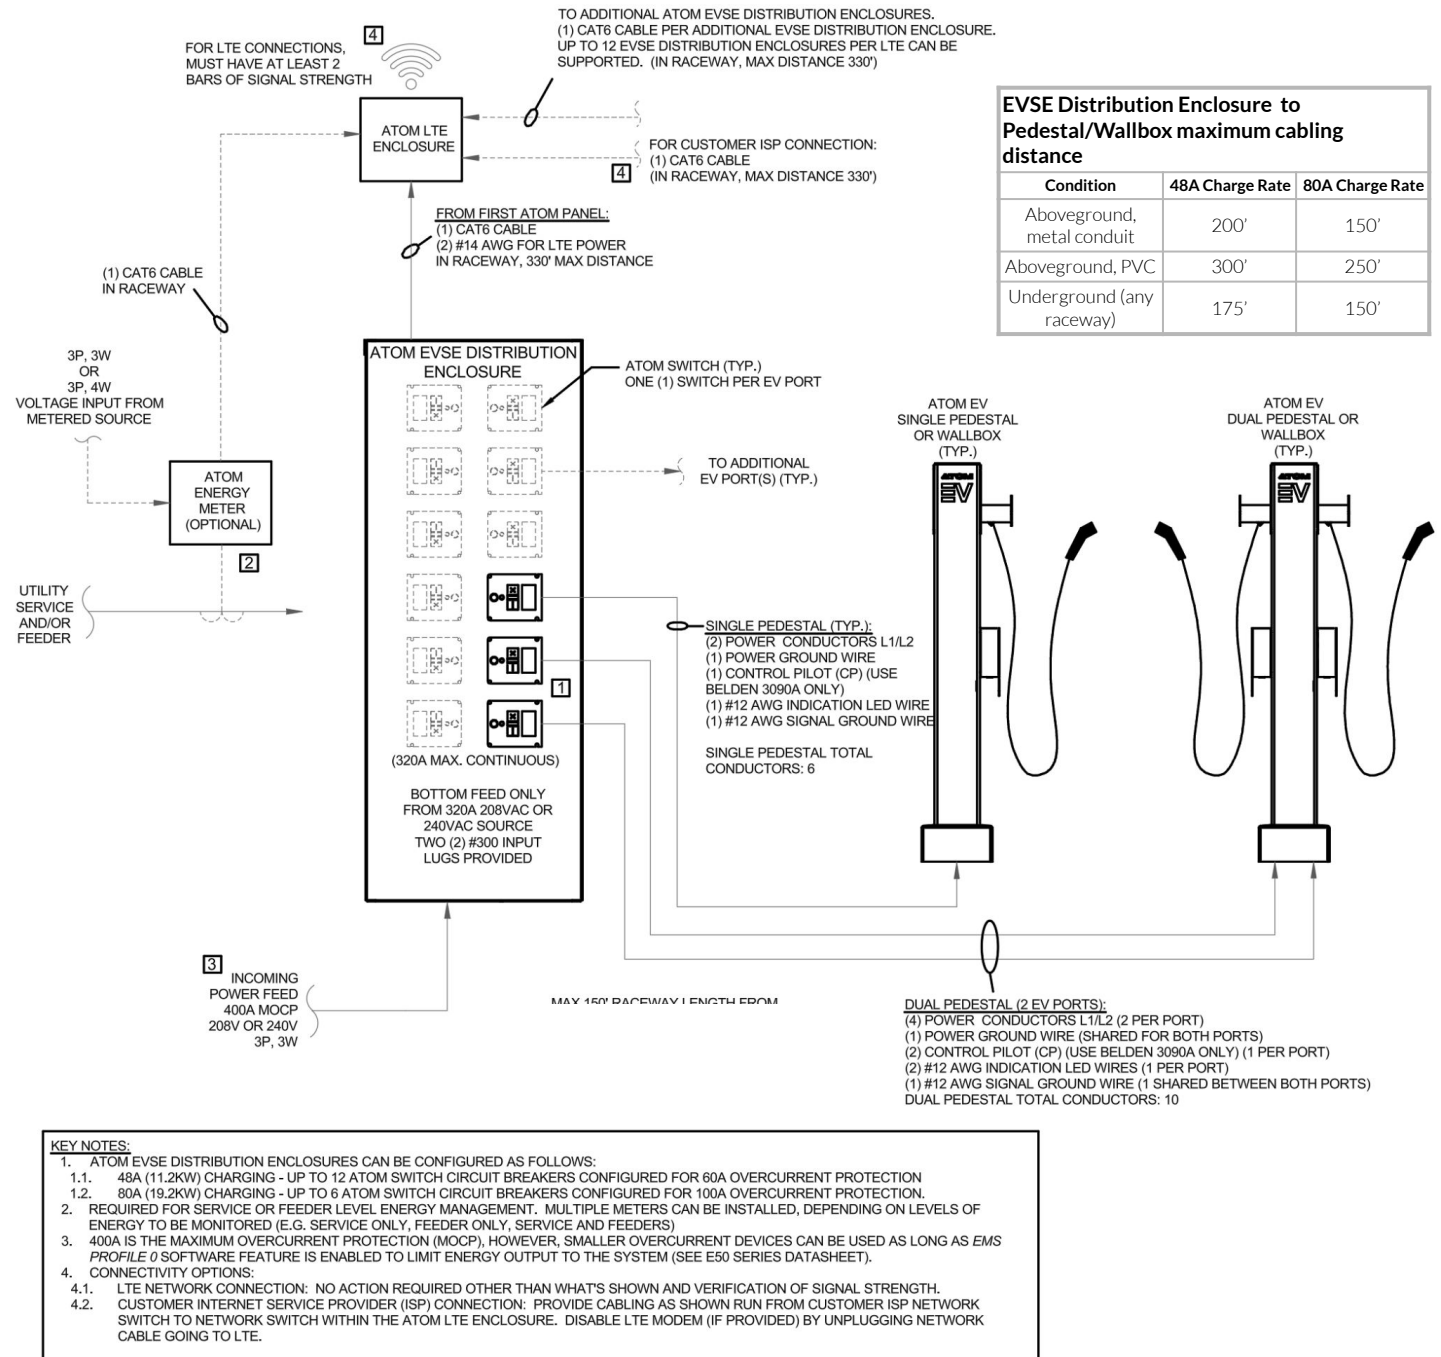 4
FOR LTE CONNECTIONS,
MUST HAVE AT LEAST 2
BARS OF SIGNAL STRENGTH
TO ADDITIONAL ATOM EVSE DISTRIBUTION ENCLOSURES.
(1) CAT6 CABLE PER ADDITIONAL EVSE DISTRIBUTION ENCLOSURE.
UP TO 12 EVSE DISTRIBUTION ENCLOSURES PER LTE CAN BE
SUPPORTED. (IN RACEWAY, MAX DISTANCE 330')
ATOM LTE
ENCLOSURE
FOR CUSTOMER ISP CONNECTION:
(1) CAT6 CABLE
(IN RACEWAY, MAX DISTANCE 330')
4
EVSE Distribution Enclosure to
Pedestal/Wallbox maximum cabling
distance
Condition 48A Charge Rate 80A Charge Rate
Aboveground,
metal conduit 200’ 150’
Aboveground, PVC 300’ 250’
Underground (any
raceway) 175’ 150’
FROM FIRST ATOM PANEL:
(1) CAT6 CABLE
(2) #14 AWG FOR LTE POWER
IN RACEWAY, 330' MAX DISTANCE
(1) CAT6 CABLE
IN RACEWAY
3P, 3W
OR
3P, 4W
VOLTAGE INPUT FROM
METERED SOURCE
ATOM
ENERGY
METER
(OPTIONAL)
2
UTILITY
SERVICE
AND/OR
FEEDER
ATOM EVSE DISTRIBUTION
ENCLOSURE
ATOM SWITCH (TYP.)
ONE (1) SWITCH PER EV PORT
TO ADDITIONAL
EV PORT(S) (TYP.)
1
(320A MAX. CONTINUOUS)
BOTTOM FEED ONLY
FROM 320A 208VAC OR
240VAC SOURCE
TWO (2) #300 INPUT
LUGS PROVIDED
SINGLE PEDESTAL (TYP.):
(2) POWER CONDUCTORS L1/L2
(1) POWER GROUND WIRE
(1) CONTROL PILOT (CP) (USE
BELDEN 3090A ONLY)
(1) #12 AWG INDICATION LED WIRE
(1) #12 AWG SIGNAL GROUND WIRE
SINGLE PEDESTAL TOTAL
CONDUCTORS: 6
ATOM EV
SINGLE PEDESTAL
OR WALLBOX
(TYP.)
ATOM
EV
ATOM EV
DUAL PEDESTAL OR
WALLBOX
(TYP.)
ATOM
EV
3
INCOMING
POWER FEED
400A MOCP
208V OR 240V
3P, 3W
MAX 150' RACEWAY LENGTH FROM
DUAL PEDESTAL (2 EV PORTS):
(4) POWER CONDUCTORS L1/L2 (2 PER PORT)
(1) POWER GROUND WIRE (SHARED FOR BOTH PORTS)
(2) CONTROL PILOT (CP) (USE BELDEN 3090A ONLY) (1 PER PORT)
(2) #12 AWG INDICATION LED WIRES (1 PER PORT)
(1) #12 AWG SIGNAL GROUND WIRE (1 SHARED BETWEEN BOTH PORTS)
DUAL PEDESTAL TOTAL CONDUCTORS: 10
KEY NOTES:
1. ATOM EVSE DISTRIBUTION ENCLOSURES CAN BE CONFIGURED AS FOLLOWS:
1.1. 48A (11.2KW) CHARGING - UP TO 12 ATOM SWITCH CIRCUIT BREAKERS CONFIGURED FOR 60A OVERCURRENT PROTECTION
1.2. 80A (19.2KW) CHARGING - UP TO 6 ATOM SWITCH CIRCUIT BREAKERS CONFIGURED FOR 100A OVERCURRENT PROTECTION.
2. REQUIRED FOR SERVICE OR FEEDER LEVEL ENERGY MANAGEMENT. MULTIPLE METERS CAN BE INSTALLED, DEPENDING ON LEVELS OF
ENERGY TO BE MONITORED (E.G. SERVICE ONLY, FEEDER ONLY, SERVICE AND FEEDERS)
3. 400A IS THE MAXIMUM OVERCURRENT PROTECTION (MOCP), HOWEVER, SMALLER OVERCURRENT DEVICES CAN BE USED AS LONG AS EMS
PROFILE 0 SOFTWARE FEATURE IS ENABLED TO LIMIT ENERGY OUTPUT TO THE SYSTEM (SEE E50 SERIES DATASHEET).
4. CONNECTIVITY OPTIONS:
4.1. LTE NETWORK CONNECTION: NO ACTION REQUIRED OTHER THAN WHAT'S SHOWN AND VERIFICATION OF SIGNAL STRENGTH.
4.2. CUSTOMER INTERNET SERVICE PROVIDER (ISP) CONNECTION: PROVIDE CABLING AS SHOWN RUN FROM CUSTOMER ISP NETWORK
SWITCH TO NETWORK SWITCH WITHIN THE ATOM LTE ENCLOSURE. DISABLE LTE MODEM (IF PROVIDED) BY UNPLUGGING NETWORK
CABLE GOING TO LTE.